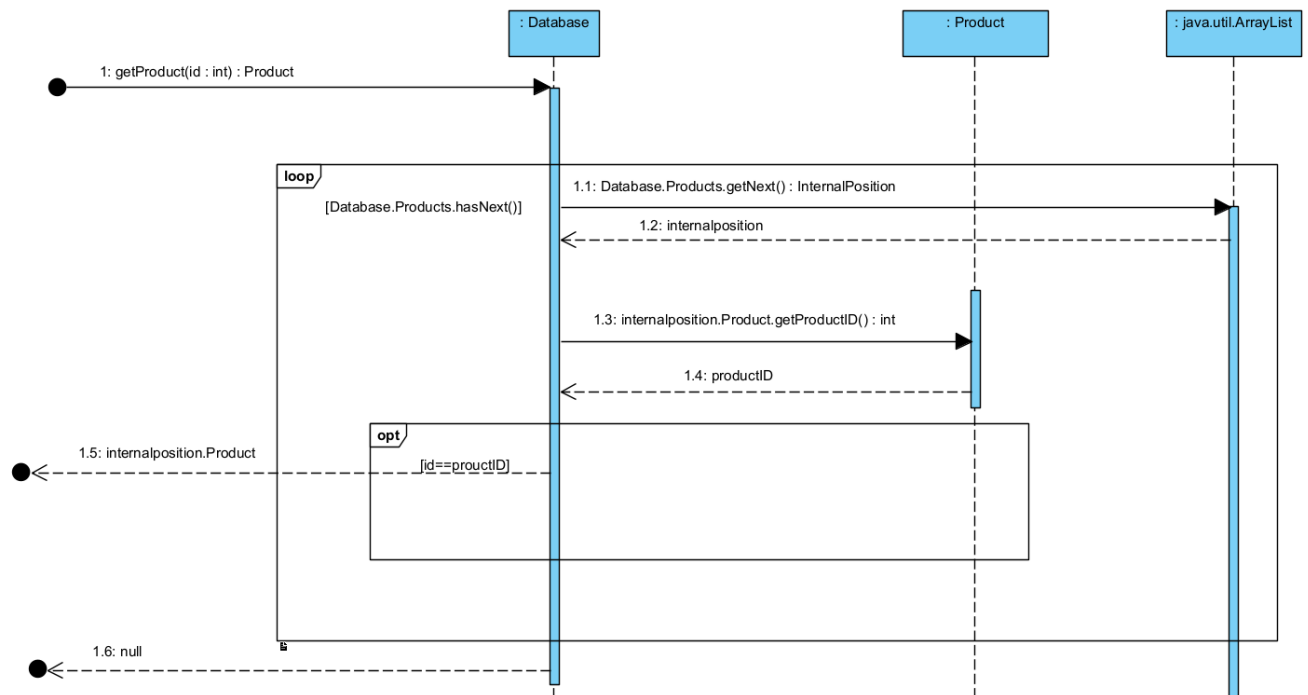 : Database
: Product
: java.util.ArrayList
1: getProduct(id : int) : Product
loop
1.1: Database.Products.getNext() : InternalPosition
[Database.Products.hasNext()]
1.2: internalposition
1.3: internalposition.Product.getProductID() : int
1.4: productID
opt
1.5: internalposition.Product
[id==prouctID]
1.6: null